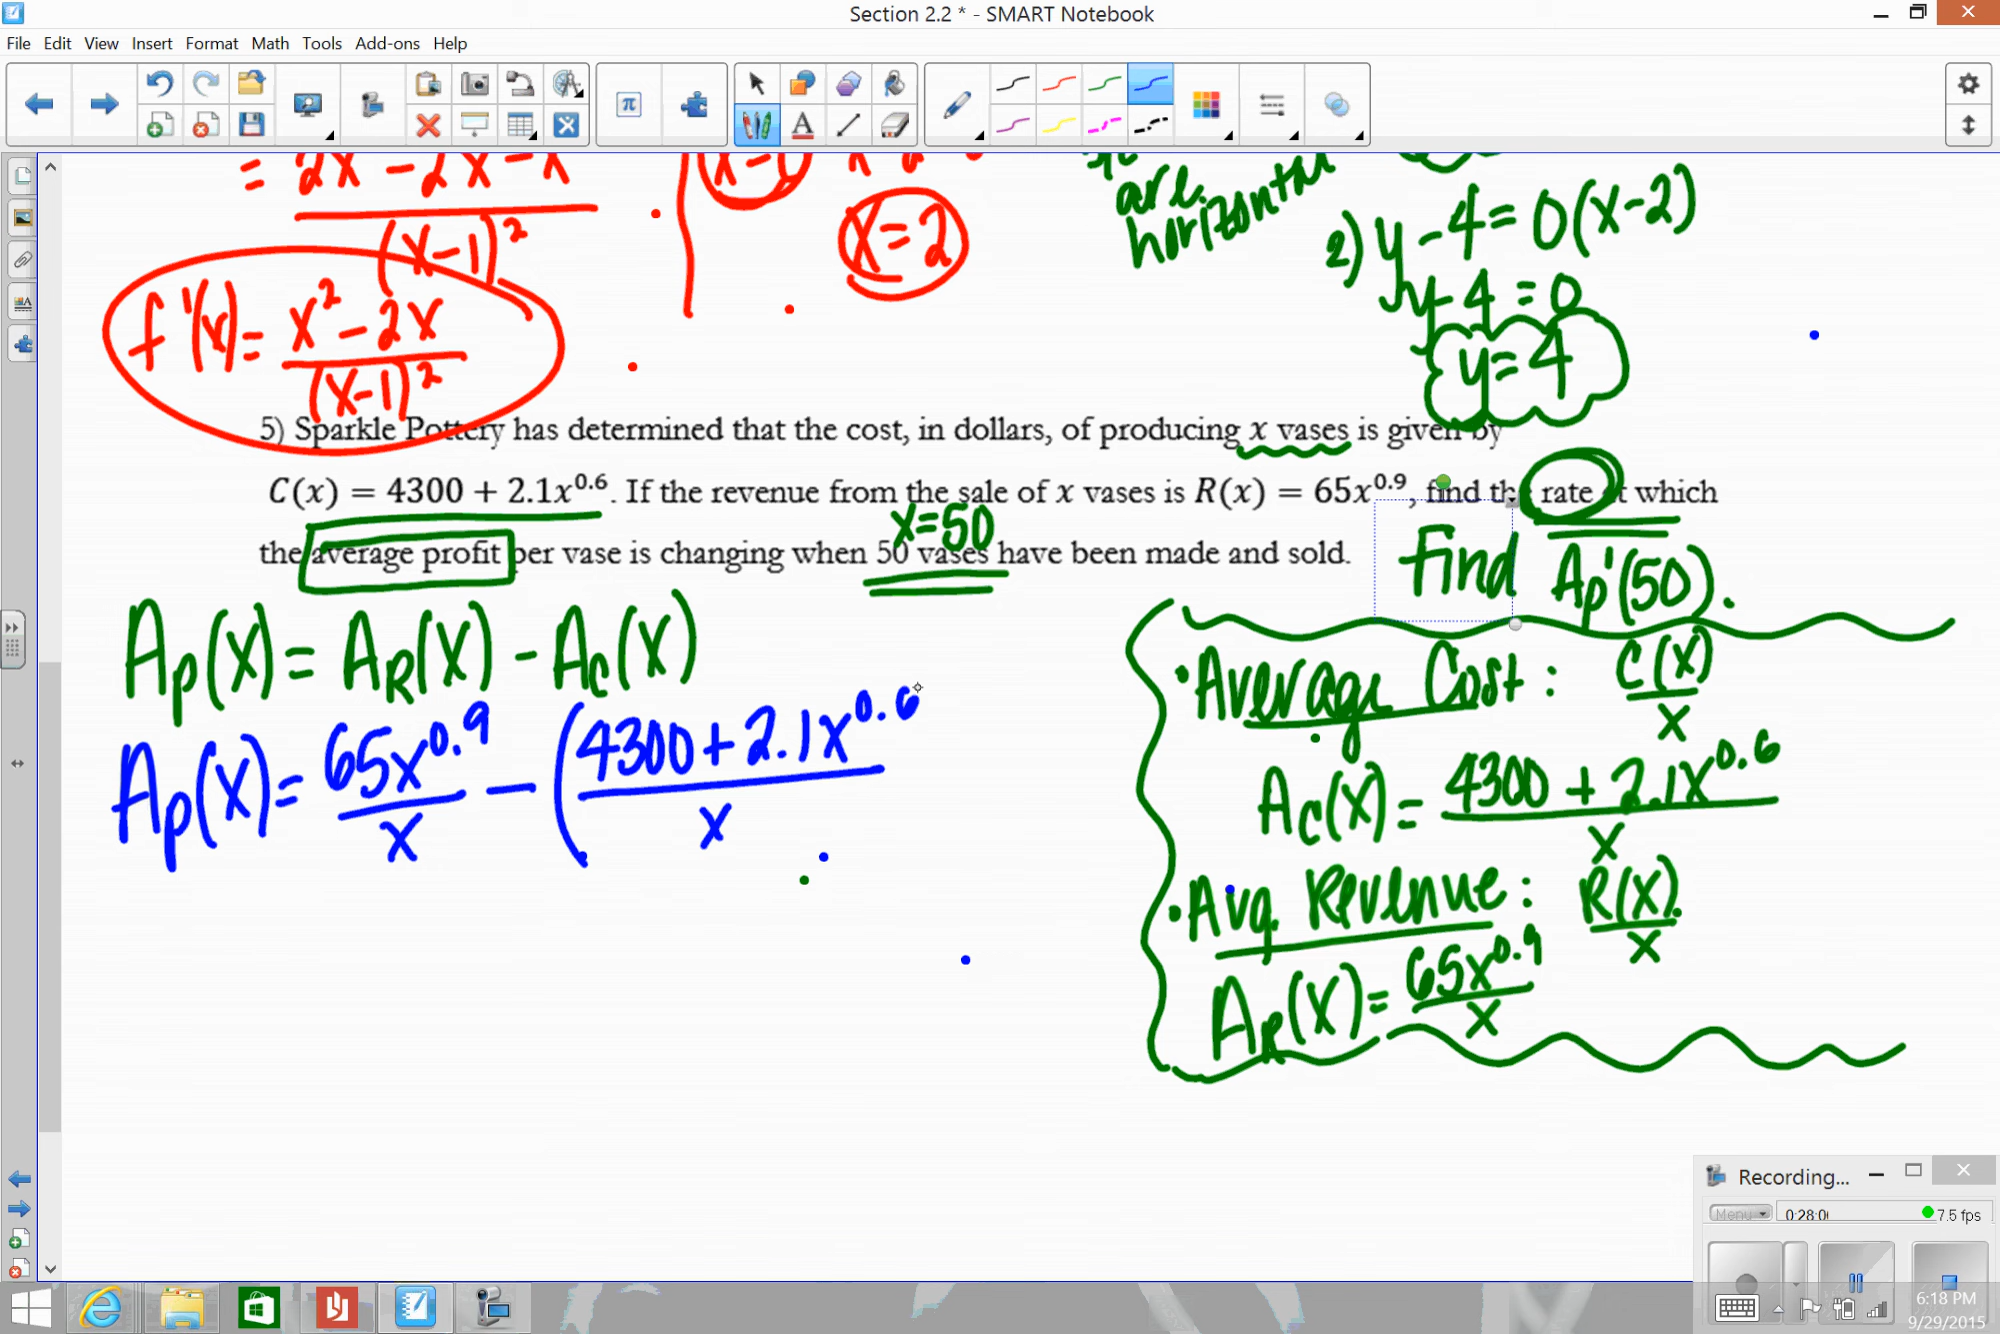 Section 2.2 * - SMART Notebook
File Edit View Insert Format Math Tools Add-ons Help
= 2x - 2x - x
(x-1)²
x=2
are
horizontal
2) y-4=0(x-2)
y-4=0
y=4
f'(x)= x²-2x
(x-1)²
5) Sparkle Pottery has determined that the cost, in dollars, of producing x vases is given by
C(x) = 4300 + 2.1x^0.6. If the revenue from the sale of x vases is R(x) = 65x^0.9, find the rate at which
x=50
the average profit per vase is changing when 50 vases have been made and sold.
Find Ap'(50).
Ap(x)= AR(x) - AC(x)
Ap(x)= 65x^0.9 - (4300+2.1x^0.6
x x
• Average Cost: C(x)
x
AC(x)= 4300 + 2.1x^0.6
x
• Avg. Revenue: R(x)
x
AR(x)= 65x^0.9
x
Recording...
Menu 0:28:0 7.5 fps
6:18 PM
9/29/2015